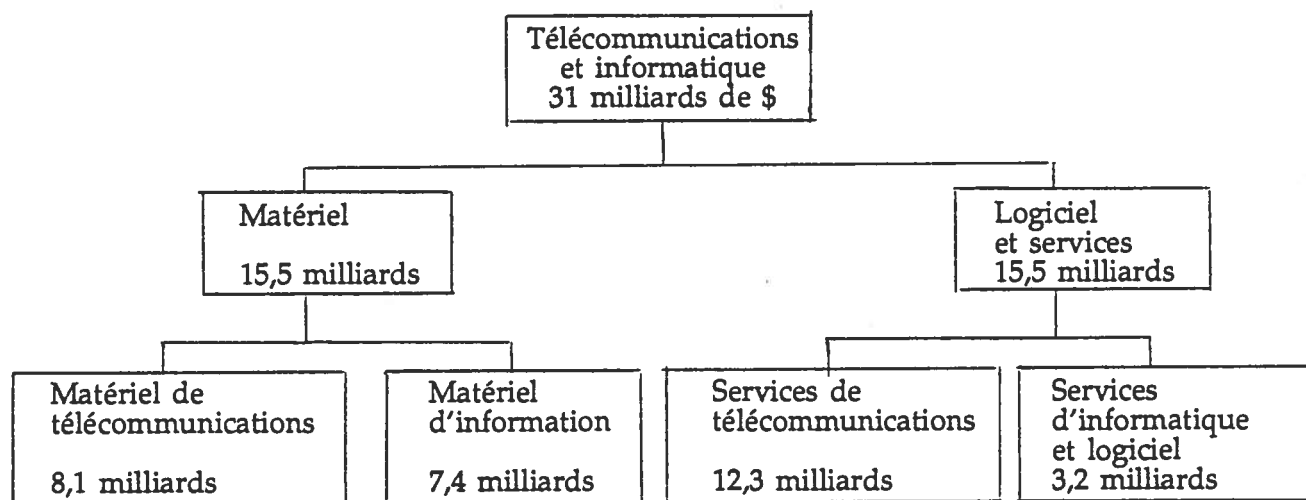 Télécommunications
et informatique
31 milliards de $
Matériel
15,5 milliards
Logiciel
et services
15,5 milliards
Matériel de
télécommunications
8,1 milliards
Matériel
d'information
7,4 milliards
Services de
télécommunications
12,3 milliards
Services
d'informatique
et logiciel
3,2 milliards